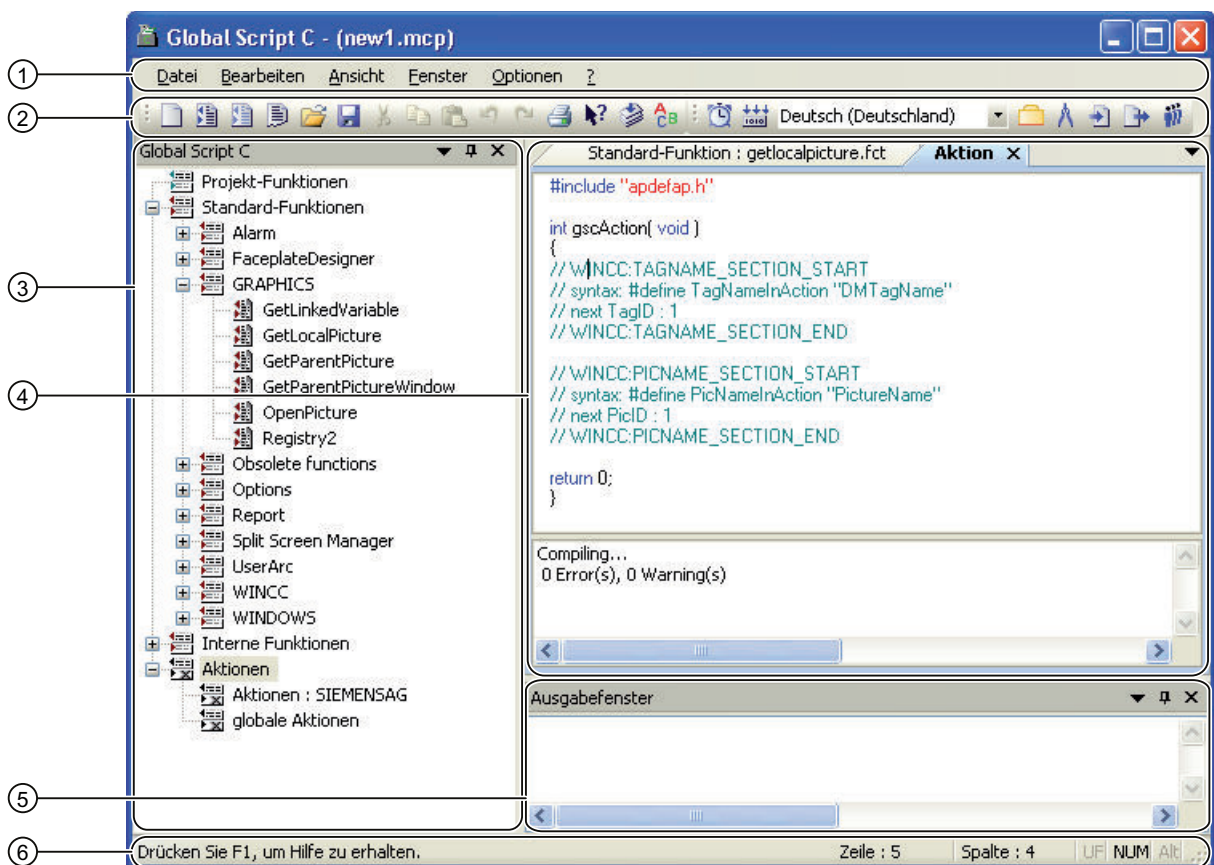 Global Script C - (new1.mcp)
1
Datei Bearbeiten Ansicht Fenster Optionen ?
2
Deutsch (Deutschland)
Global Script C
Projekt-Funktionen
Standard-Funktionen
Alarm
FaceplateDesigner
3
GRAPHICS
GetLinkedVariable
GetLocalPicture
GetParentPicture
GetParentPictureWindow
OpenPicture
Registry2
Obsolete functions
Options
Report
Split Screen Manager
UserArc
WINCC
WINDOWS
Interne Funktionen
Aktionen
Aktionen : SIEMENSAG
globale Aktionen
Standard-Funktion : getlocalpicture.fct Aktion
#include "apdefap.h"
int gscAction( void )
{
// WINCC:TAGNAME_SECTION_START
// syntax: #define TagNameInAction "DMTagName"
// next TagID : 1
// WINCC:TAGNAME_SECTION_END
4
// WINCC:PICNAME_SECTION_START
// syntax: #define PicNameInAction "PictureName"
// next PicID : 1
// WINCC:PICNAME_SECTION_END
return 0;
}
Compiling...
0 Error(s), 0 Warning(s)
Ausgabefenster
5
6
Drücken Sie F1, um Hilfe zu erhalten. Zeile : 5 Spalte : 4 UF NUM Alt